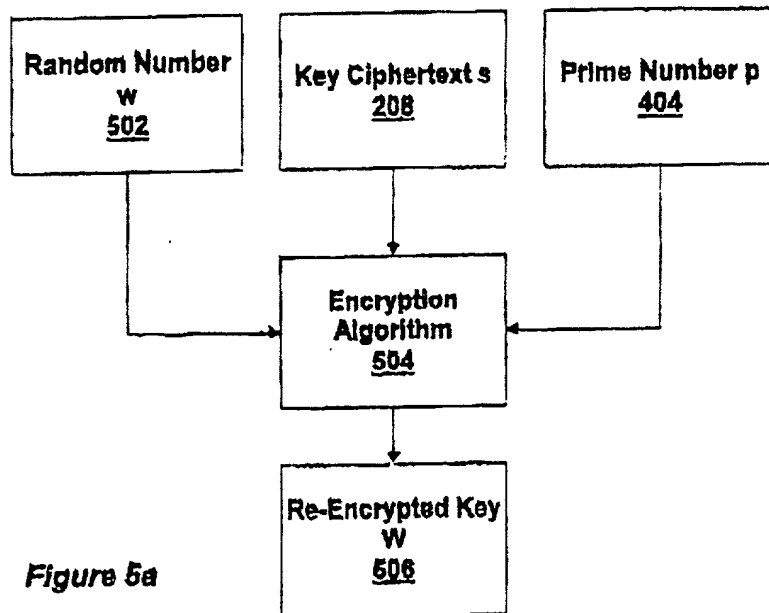 Random Number
w
502
Key Ciphertext s
208
Prime Number p
404
Encryption
Algorithm
504
Re-Encrypted Key
W
506
Figure 5a